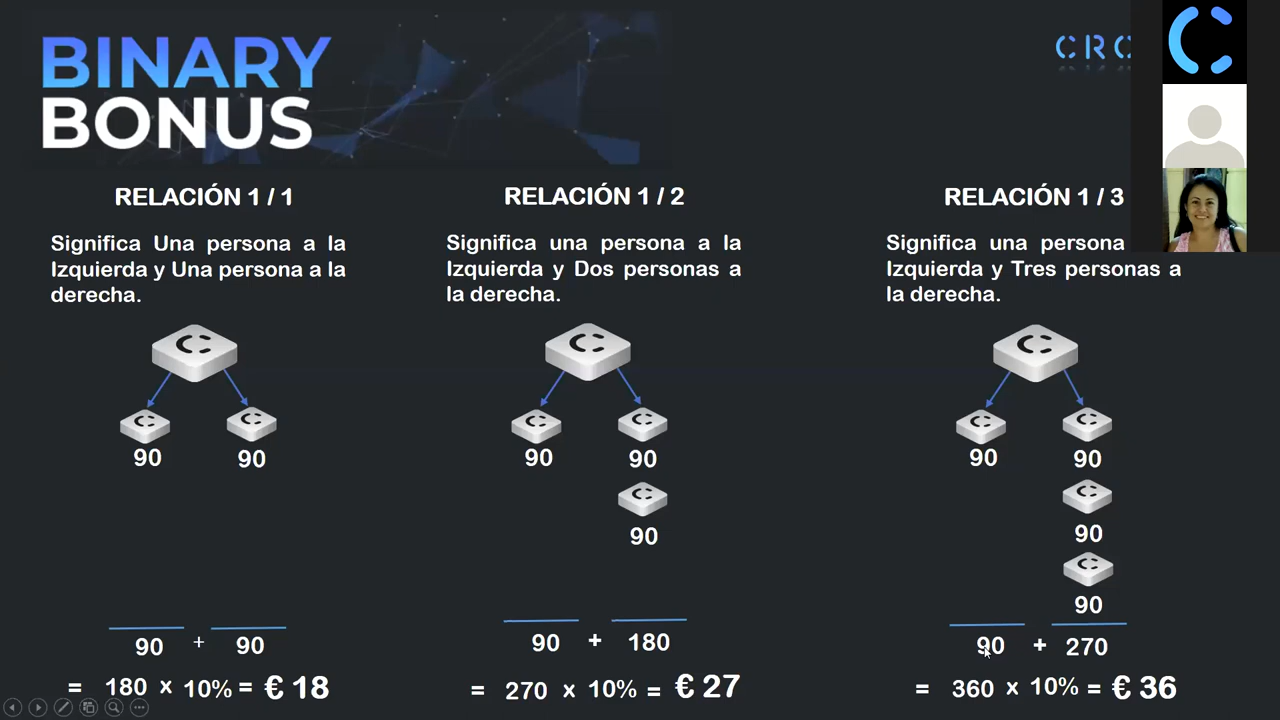 BINARY
BONUS
CRC
RELACIÓN 1 / 1
Significa Una persona a la
Izquierda y Una persona a la
derecha.
90
90
90 + 90
= 180 x 10% = € 18
RELACIÓN 1 / 2
Significa una persona a la
Izquierda y Dos personas a
la derecha.
90
90
90
90 + 180
= 270 x 10% = € 27
RELACIÓN 1 / 3
Significa una persona
Izquierda y Tres personas a
la derecha.
90
90
90
90
90 + 270
= 360 x 10% = € 36